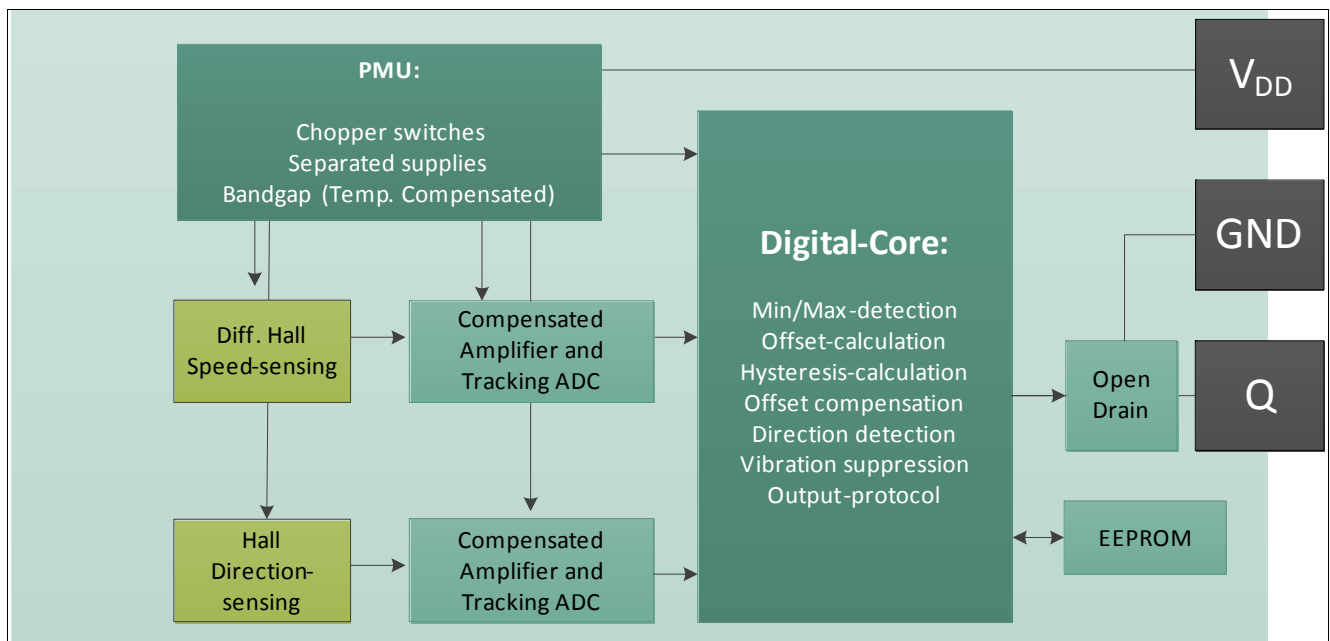 PMU:
Chopper switches
Separated supplies
Bandgap (Temp. Compensated)
V_DD
GND
Digital-Core:
Min/Max-detection
Offset-calculation
Hysteresis-calculation
Offset compensation
Direction detection
Vibration suppression
Output-protocol
Diff. Hall
Speed-sensing
Compensated
Amplifier and
Tracking ADC
Open
Drain
Q
Hall
Direction-
sensing
Compensated
Amplifier and
Tracking ADC
EEPROM